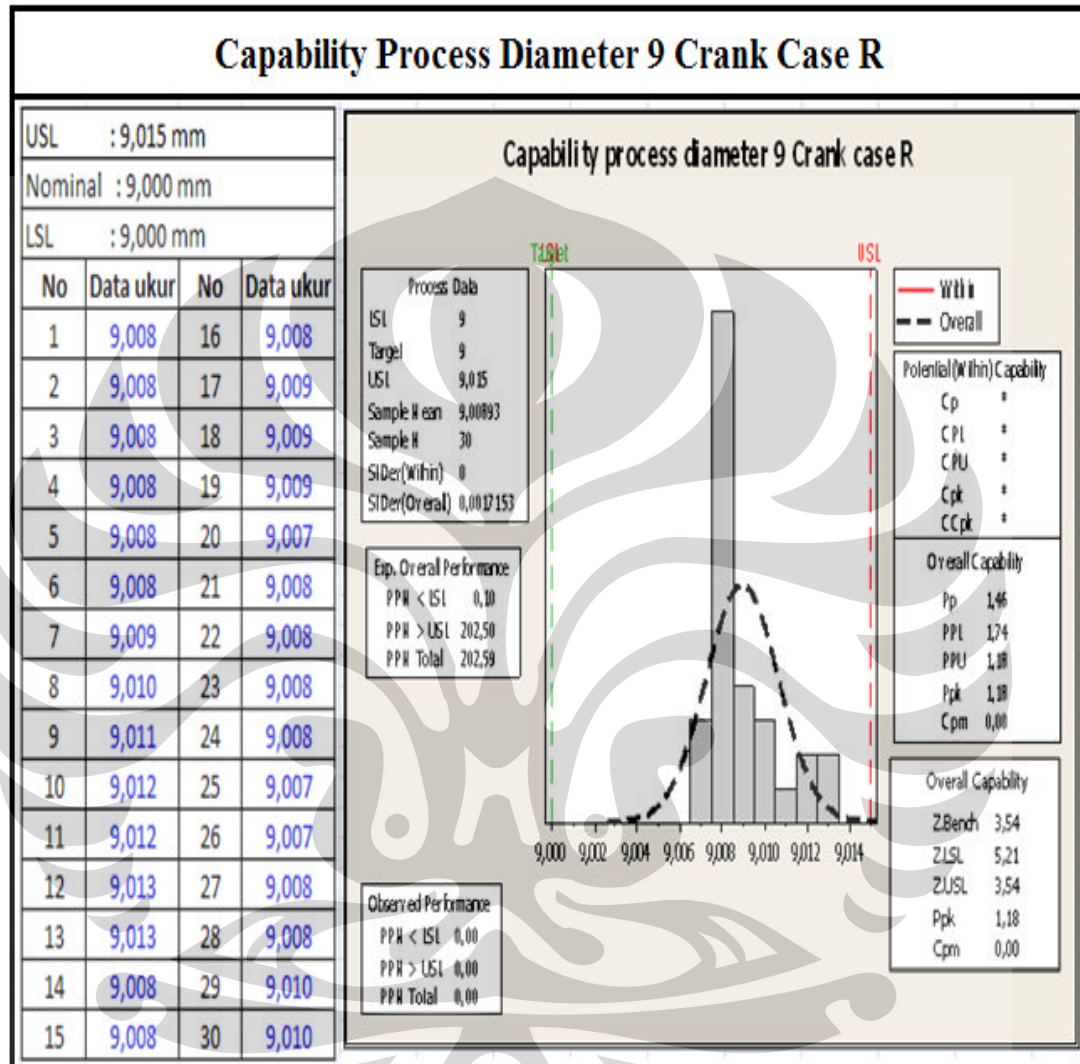 Capability Process Diameter 9 Crank Case R
USL : 9,015 mm
Nominal : 9,000 mm
LSL : 9,000 mm
No Data ukur No Data ukur
1 9,008 16 9,008
2 9,008 17 9,009
3 9,008 18 9,009
4 9,008 19 9,009
5 9,008 20 9,007
6 9,008 21 9,008
7 9,009 22 9,008
8 9,010 23 9,008
9 9,011 24 9,008
10 9,012 25 9,007
11 9,012 26 9,007
12 9,013 27 9,008
13 9,013 28 9,008
14 9,008 29 9,010
15 9,008 30 9,010
Capability process diameter 9 Crank case R
Target USL
Process Data
LSL 9
Target 9
USL 9,015
Sample Mean 9,00893
Sample N 30
StDev(Within) 0
StDev(Overall) 0,0017153
Exp. Overall Performance
PPM < LSL 0,10
PPM > USL 202,50
PPM Total 202,59
Observed Performance
PPM < LSL 0,00
PPM > USL 0,00
PPM Total 0,00
9,000 9,002 9,004 9,006 9,008 9,010 9,012 9,014
Within
Overall
Potential (Within) Capability
Cp *
CPL *
CPU *
Cpk *
CCpk *
Overall Capability
Pp 1,46
PPL 1,74
PPU 1,18
Ppk 1,18
Cpm 0,00
Overall Capability
Z.Bench 3,54
Z.LSL 5,21
Z.USL 3,54
Ppk 1,18
Cpm 0,00